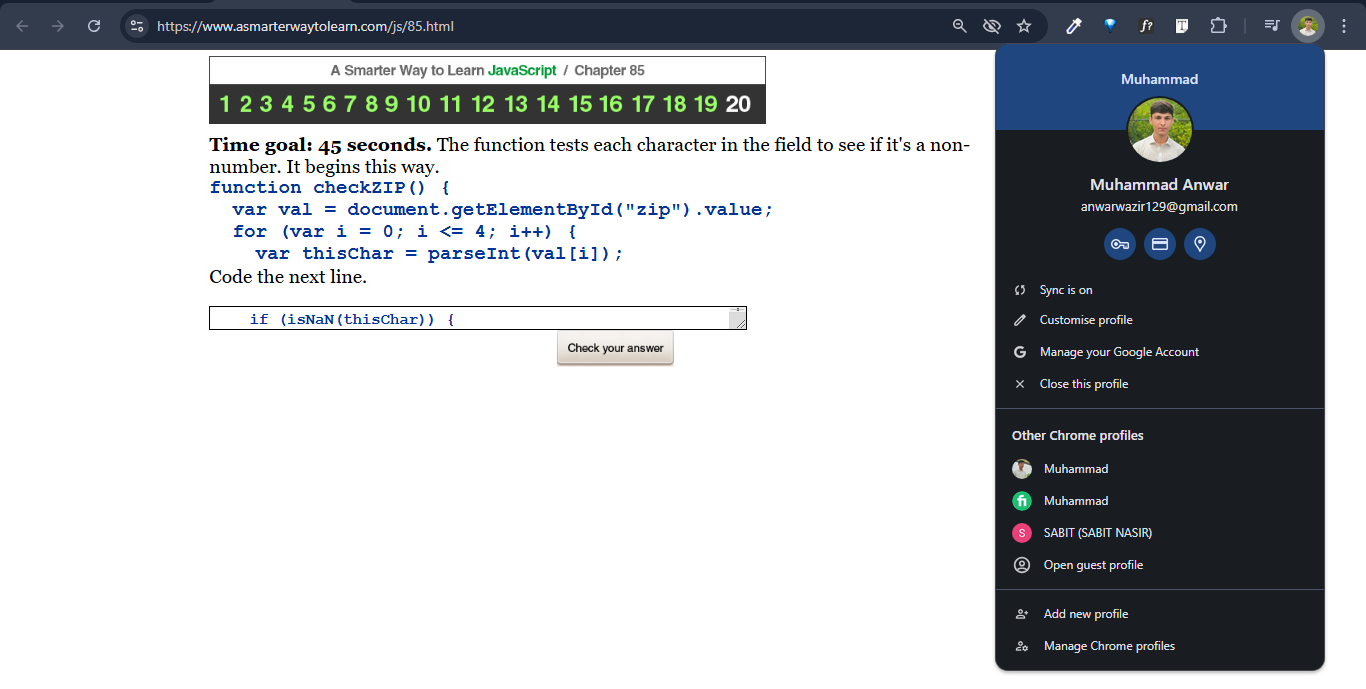 https://www.asmarterwaytolearn.com/js/85.html
f?
T
A Smarter Way to Learn JavaScript / Chapter 85
1 2 3 4 5 6 7 8 9 10 11 12 13 14 15 16 17 18 19 20
Time goal: 45 seconds. The function tests each character in the field to see if it's a non-
number. It begins this way.
function checkZIP() {
  var val = document.getElementById("zip").value;
  for (var i = 0; i <= 4; i++) {
    var thisChar = parseInt(val[i]);
Code the next line.
if (isNaN(thisChar)) {
Check your answer
Muhammad
Muhammad Anwar
anwarwazir129@gmail.com
Sync is on
Customise profile
G Manage your Google Account
Close this profile
Other Chrome profiles
Muhammad
fi Muhammad
S SABIT (SABIT NASIR)
Open guest profile
Add new profile
Manage Chrome profiles